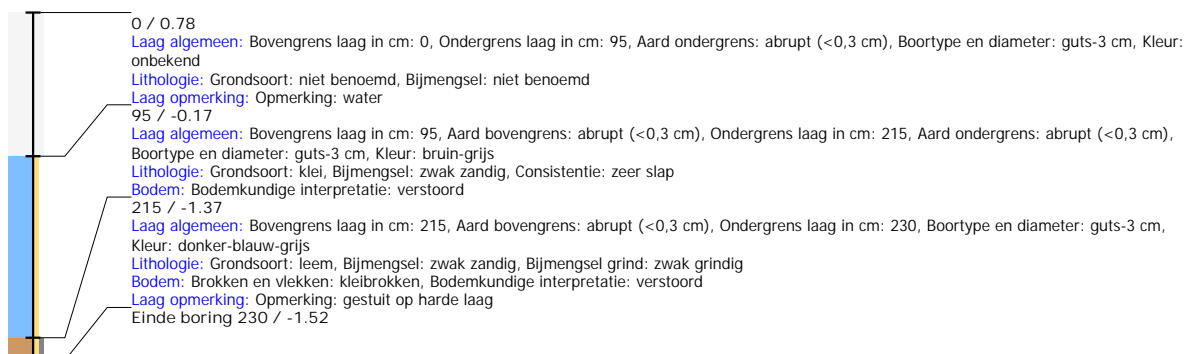 0 / 0.78
Laag algemeen: Bovengrens laag in cm: 0, Ondergrens laag in cm: 95, Aard ondergrens: abrupt (<0,3 cm), Boortype en diameter: guts-3 cm, Kleur:
onbekend
Lithologie: Grondsoort: niet benoemd, Bijmengsel: niet benoemd
Laag opmerking: Opmerking: water
95 / -0.17
Laag algemeen: Bovengrens laag in cm: 95, Aard bovengrens: abrupt (<0,3 cm), Ondergrens laag in cm: 215, Aard ondergrens: abrupt (<0,3 cm),
Boortype en diameter: guts-3 cm, Kleur: bruin-grijs
Lithologie: Grondsoort: klei, Bijmengsel: zwak zandig, Consistentie: zeer slap
Bodem: Bodemkundige interpretatie: verstoord
215 / -1.37
Laag algemeen: Bovengrens laag in cm: 215, Aard bovengrens: abrupt (<0,3 cm), Ondergrens laag in cm: 230, Boortype en diameter: guts-3 cm,
Kleur: donker-blauw-grijs
Lithologie: Grondsoort: leem, Bijmengsel: zwak zandig, Bijmengsel grind: zwak grindig
Bodem: Brokken en vlekken: kleibrokken, Bodemkundige interpretatie: verstoord
Laag opmerking: Opmerking: gestuit op harde laag
Einde boring 230 / -1.52